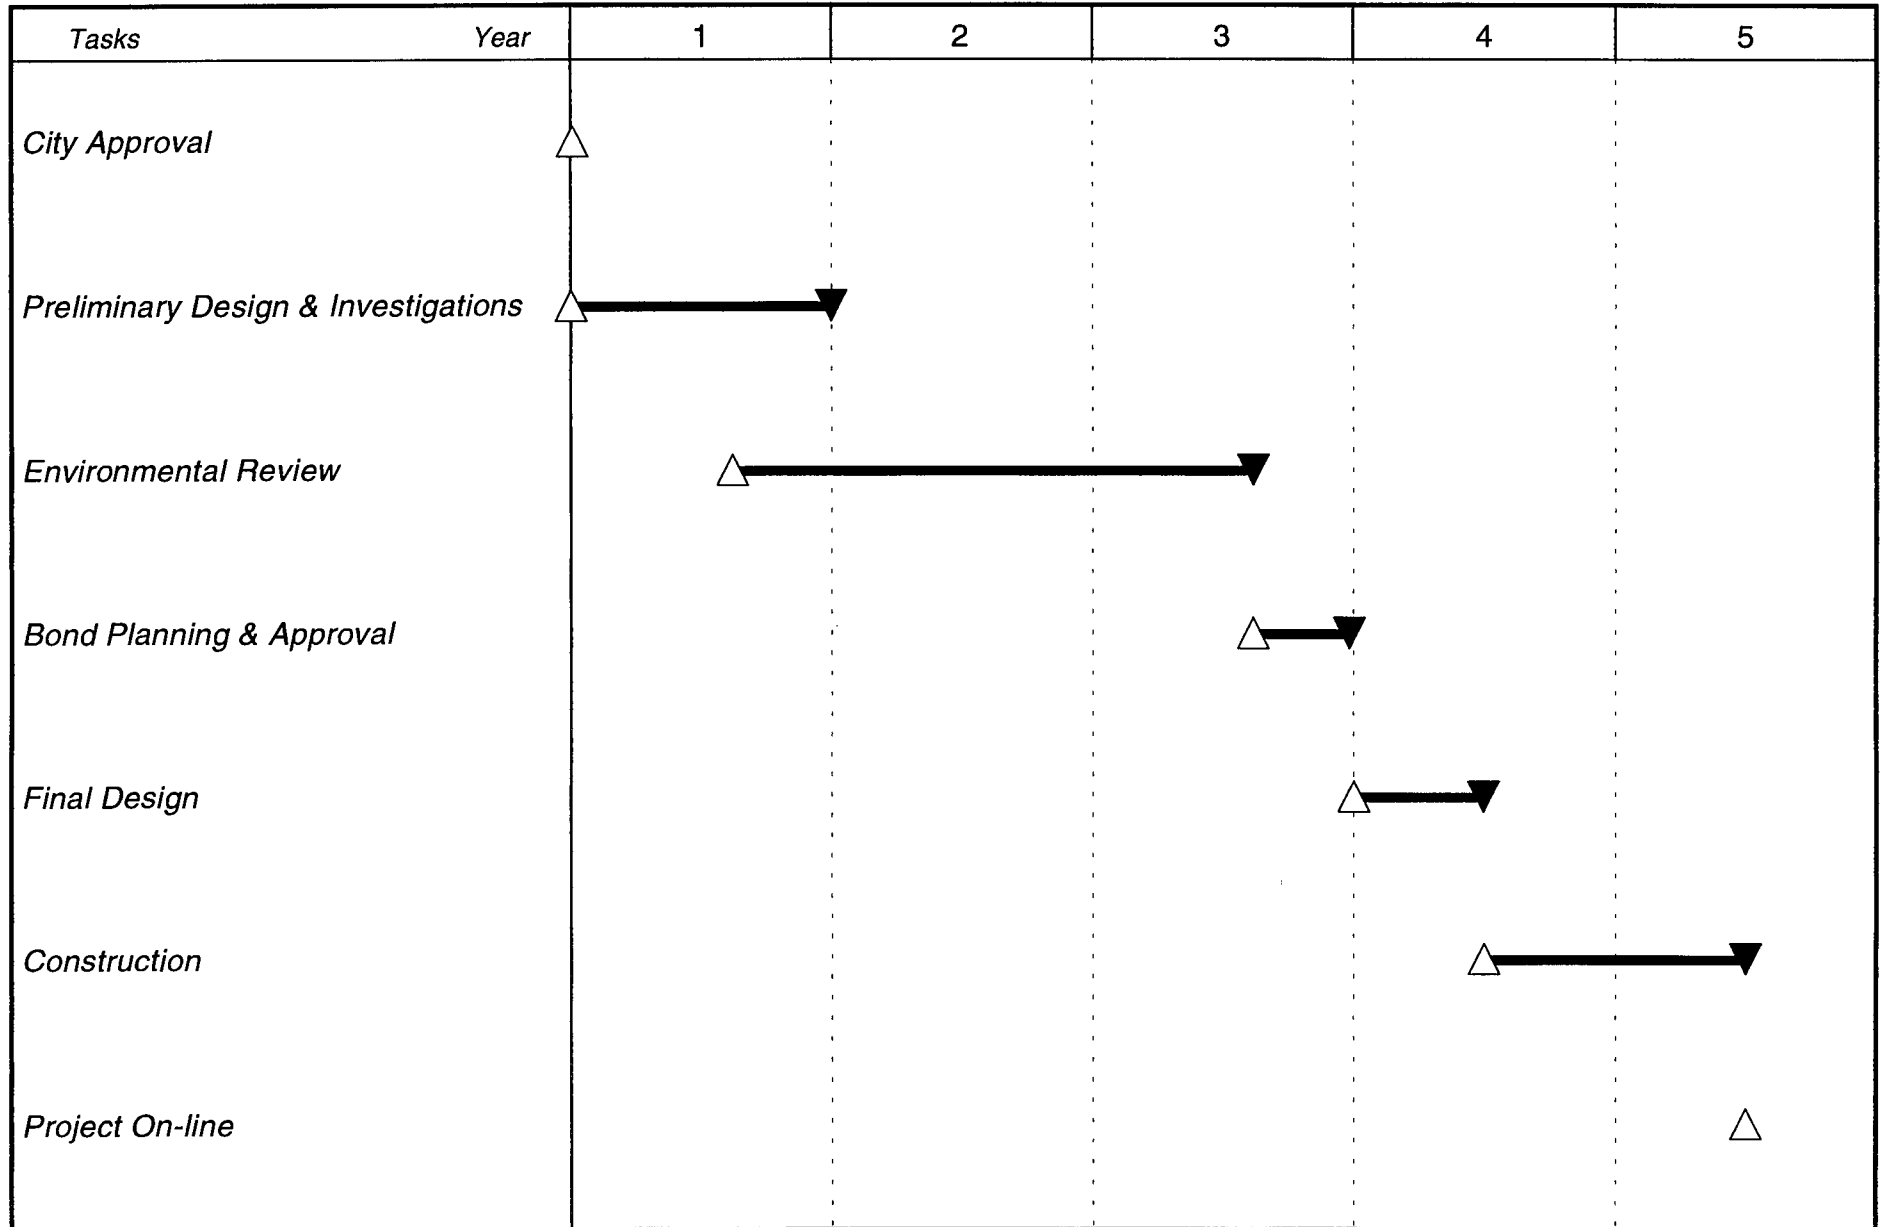 Tasks Year 1 2 3 4 5
City Approval
Preliminary Design & Investigations
Environmental Review
Bond Planning & Approval
Final Design
Construction
Project On-line